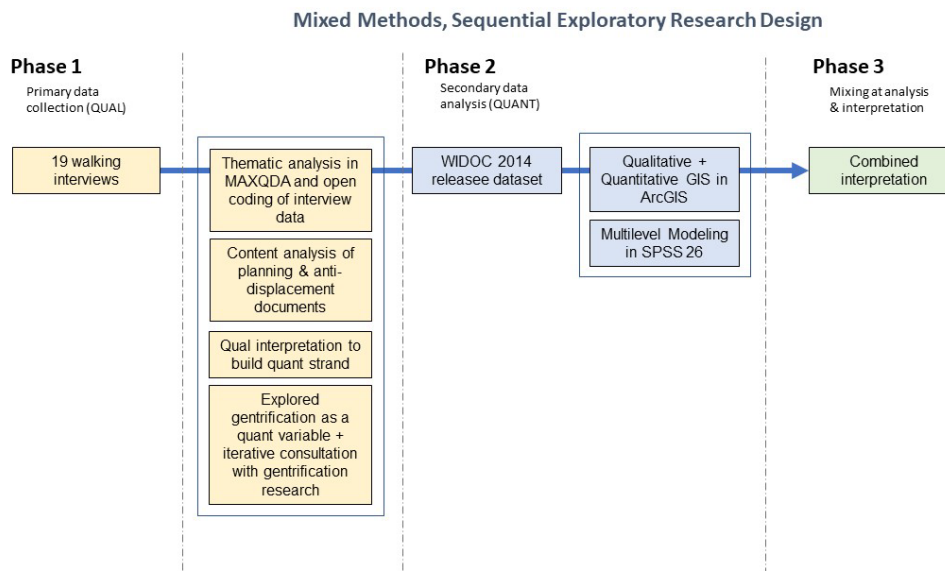 Mixed Methods, Sequential Exploratory Research Design
Phase 1
Primary data
collection (QUAL)
19 walking
interviews
Thematic analysis in
MAXQDA and open
coding of interview
data
Content analysis of
planning & anti-
displacement
documents
Qual interpretation to
build quant strand
Explored
gentrification as a
quant variable +
iterative consultation
with gentrification
research
Phase 2
Secondary data
analysis (QUANT)
WIDOC 2014
releasee dataset
Qualitative +
Quantitative GIS in
ArcGIS
Multilevel Modeling
in SPSS 26
Phase 3
Mixing at analysis
& interpretation
Combined
interpretation